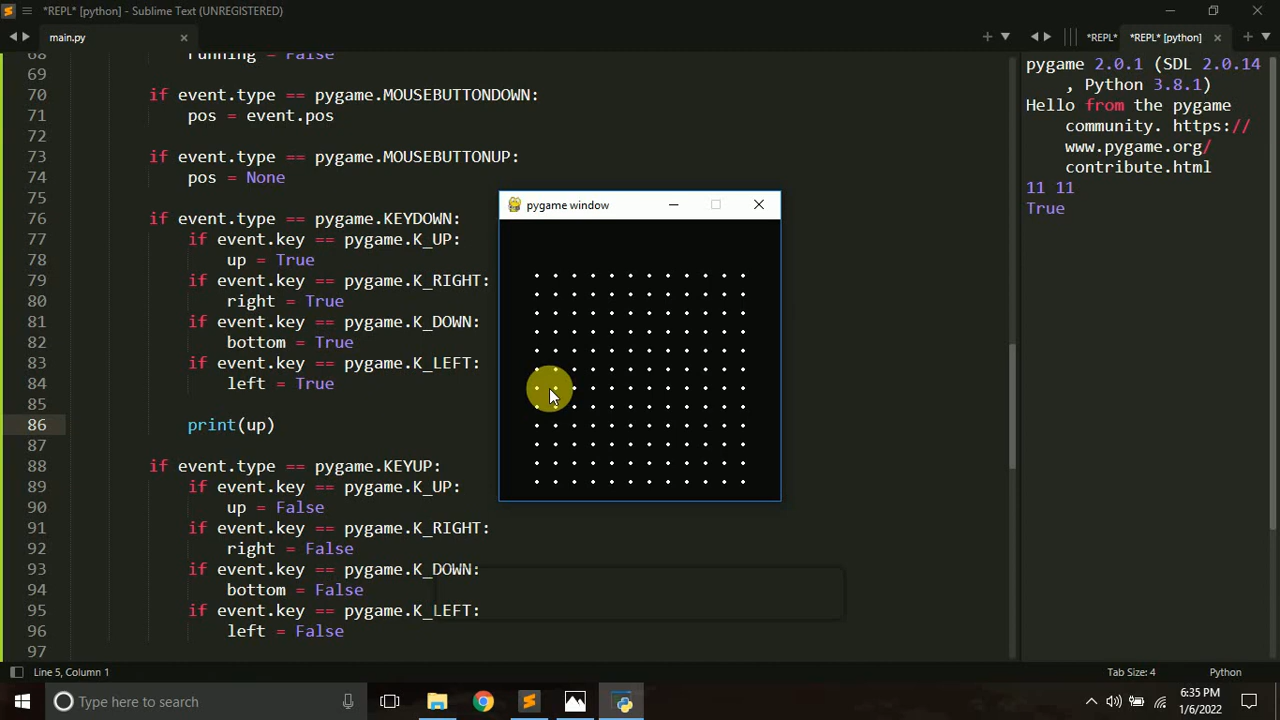 *REPL* [python] - Sublime Text (UNREGISTERED)
main.py
*REPL*
*REPL* [python]
68 running = False
69
70 if event.type == pygame.MOUSEBUTTONDOWN:
71 pos = event.pos
72
73 if event.type == pygame.MOUSEBUTTONUP:
74 pos = None
75
76 if event.type == pygame.KEYDOWN:
77 if event.key == pygame.K_UP:
78 up = True
79 if event.key == pygame.K_RIGHT:
80 right = True
81 if event.key == pygame.K_DOWN:
82 bottom = True
83 if event.key == pygame.K_LEFT:
84 left = True
85
86 print(up)
87
88 if event.type == pygame.KEYUP:
89 if event.key == pygame.K_UP:
90 up = False
91 if event.key == pygame.K_RIGHT:
92 right = False
93 if event.key == pygame.K_DOWN:
94 bottom = False
95 if event.key == pygame.K_LEFT:
96 left = False
97
pygame window
pygame 2.0.1 (SDL 2.0.14
, Python 3.8.1)
Hello from the pygame
community. https://
www.pygame.org/
contribute.html
11 11
True
Line 5, Column 1
Tab Size: 4
Python
Type here to search
6:35 PM
1/6/2022